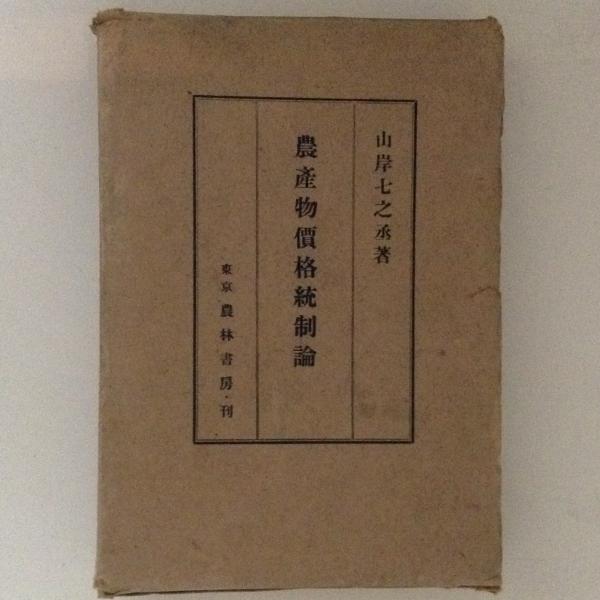 山岸七之丞著
農產物價格統制論
東京 農林書房・刊